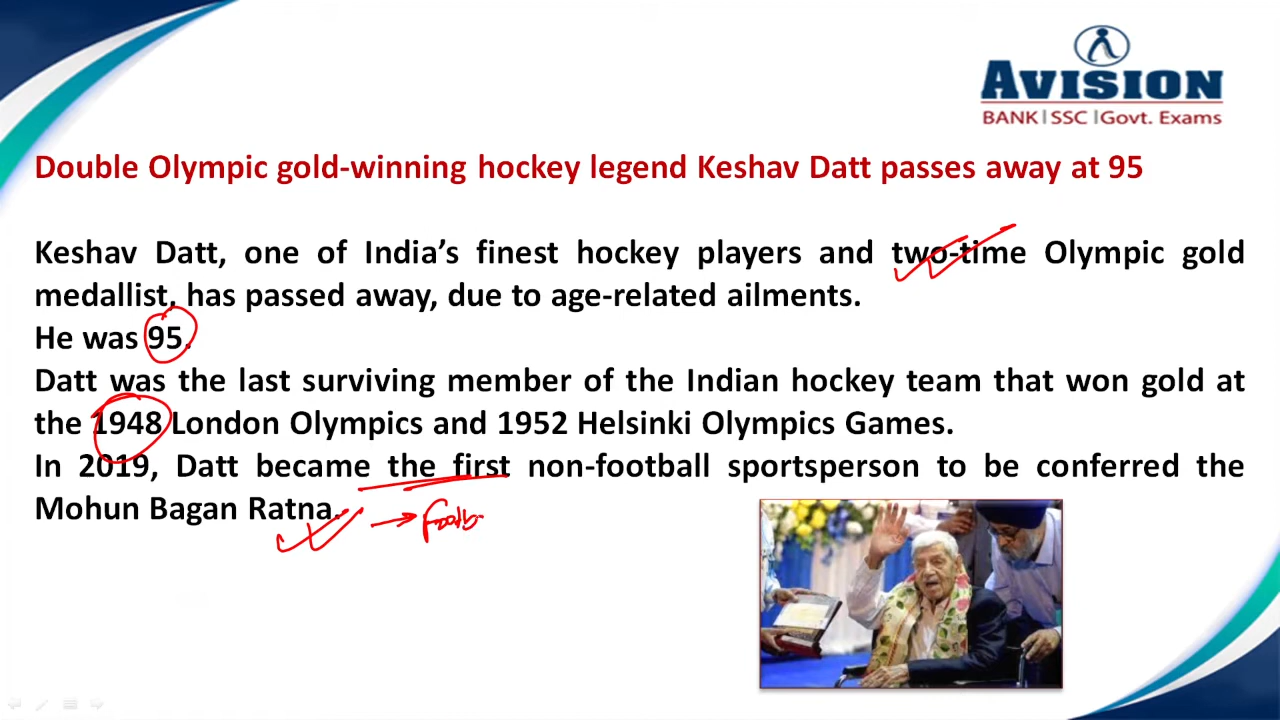 AVISION
BANK | SSC | Govt. Exams
Double Olympic gold-winning hockey legend Keshav Datt passes away at 95
Keshav Datt, one of India's finest hockey players and two-time Olympic gold
medallist, has passed away, due to age-related ailments.
He was 95.
Datt was the last surviving member of the Indian hockey team that won gold at
the 1948 London Olympics and 1952 Helsinki Olympics Games.
In 2019, Datt became the first non-football sportsperson to be conferred the
Mohun Bagan Ratna.